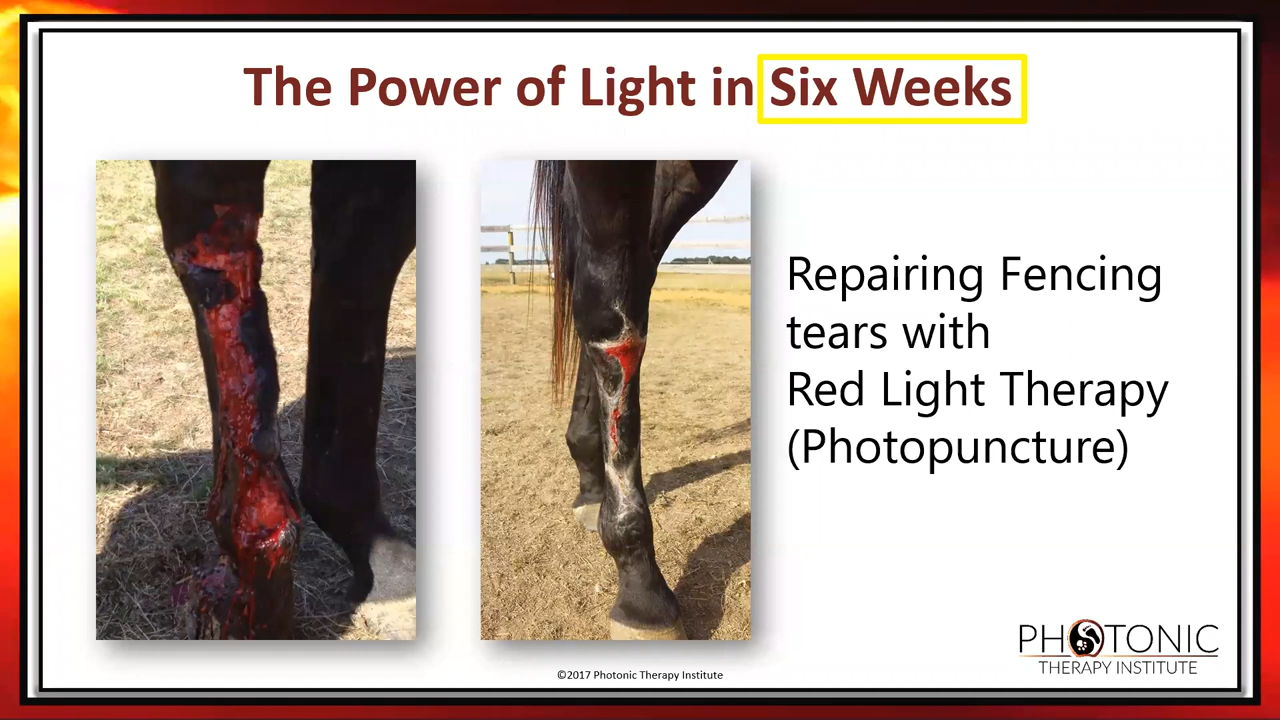 The Power of Light in Six Weeks
Repairing Fencing
tears with
Red Light Therapy
(Photopuncture)
PHOTONIC
THERAPY INSTITUTE
©2017 Photonic Therapy Institute